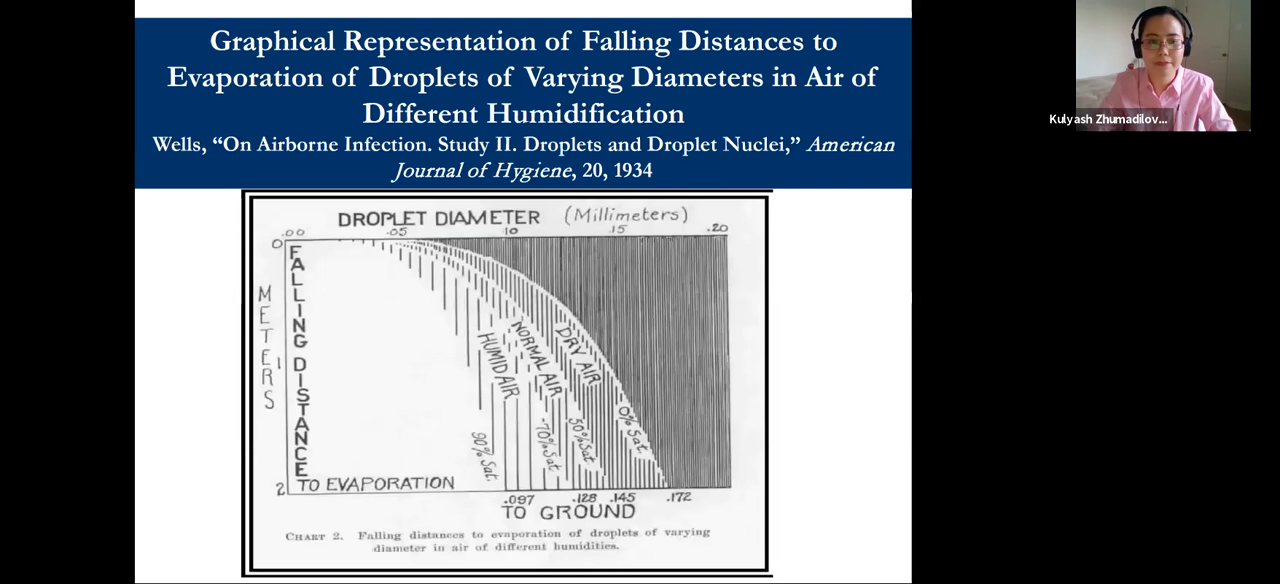 Graphical Representation of Falling Distances to
Evaporation of Droplets of Varying Diameters in Air of
Different Humidification
Wells, “On Airborne Infection. Study II. Droplets and Droplet Nuclei,” American
Journal of Hygiene, 20, 1934
Kulyash Zhumadilov...
DROPLET DIAMETER (Millimeters)
.00 .05 .10 .15 .20
0
FALLING DISTANCE
METERS
1
HUMID AIR
NORMAL AIR
DRY AIR
90% Sat.
-70% Sat.
50% Sat.
0% Sat.
2
TO EVAPORATION
.097 .128 .145 .172
TO GROUND
CHART 2. Falling distances to evaporation of droplets of varying
diameter in air of different humidities.